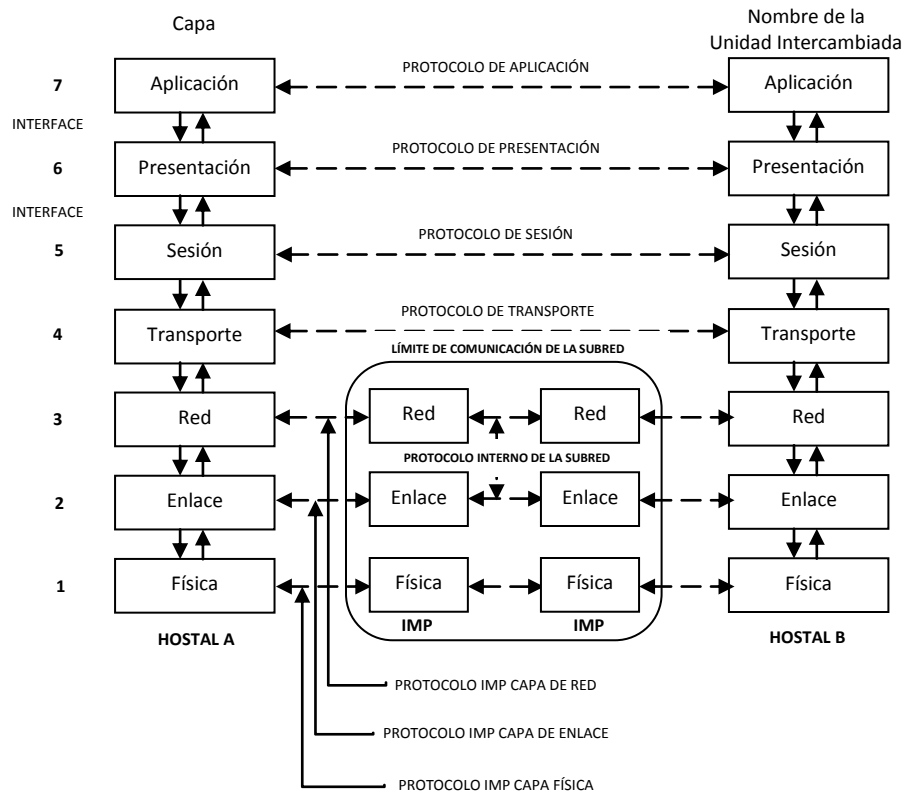 Capa
Nombre de la
Unidad Intercambiada
7
Aplicación
PROTOCOLO DE APLICACIÓN
Aplicación
INTERFACE
6
Presentación
PROTOCOLO DE PRESENTACIÓN
Presentación
INTERFACE
5
Sesión
PROTOCOLO DE SESIÓN
Sesión
4
Transporte
PROTOCOLO DE TRANSPORTE
Transporte
LÍMITE DE COMUNICACIÓN DE LA SUBRED
3
Red
Red
Red
Red
PROTOCOLO INTERNO DE LA SUBRED
2
Enlace
Enlace
Enlace
Enlace
1
Física
Física
Física
Física
HOSTAL A
IMP
IMP
HOSTAL B
PROTOCOLO IMP CAPA DE RED
PROTOCOLO IMP CAPA DE ENLACE
PROTOCOLO IMP CAPA FÍSICA